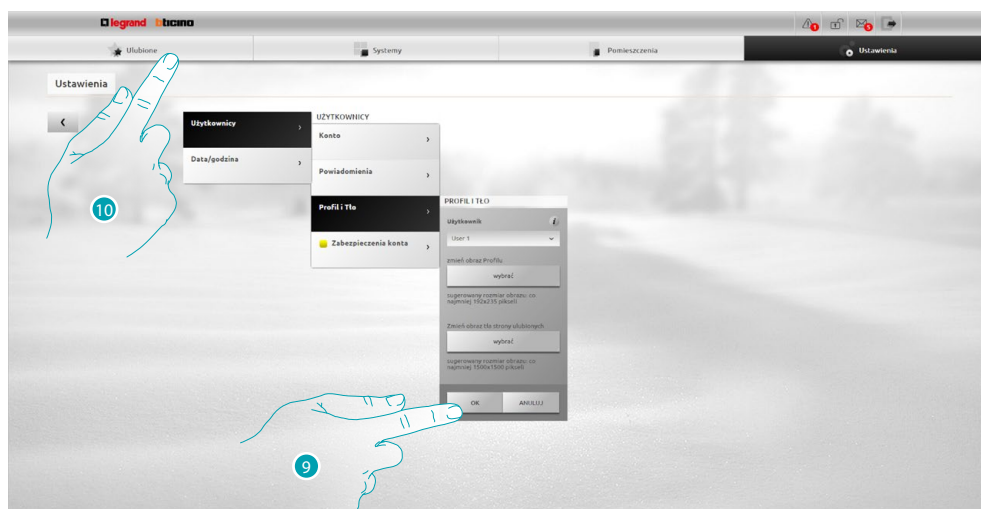 legrand bticino
1
6
Ulubione
Systemy
Pomieszczenia
Ustawienia
Ustawienia
Użytkownicy
Data/godzina
UŻYTKOWNICY
Konto
Powiadomienia
Profil i Tło
Zabezpieczenia konta
PROFIL I TŁO
Użytkownik
i
User 1
zmień obraz Profilu
wybrać
sugerowany rozmiar obrazu: co
najmniej 192x235 pikseli
Zmień obraz tła strony ulubionych
wybrać
sugerowany rozmiar obrazu: co
najmniej 1500x1500 pikseli
OK
ANULUJ
10
9